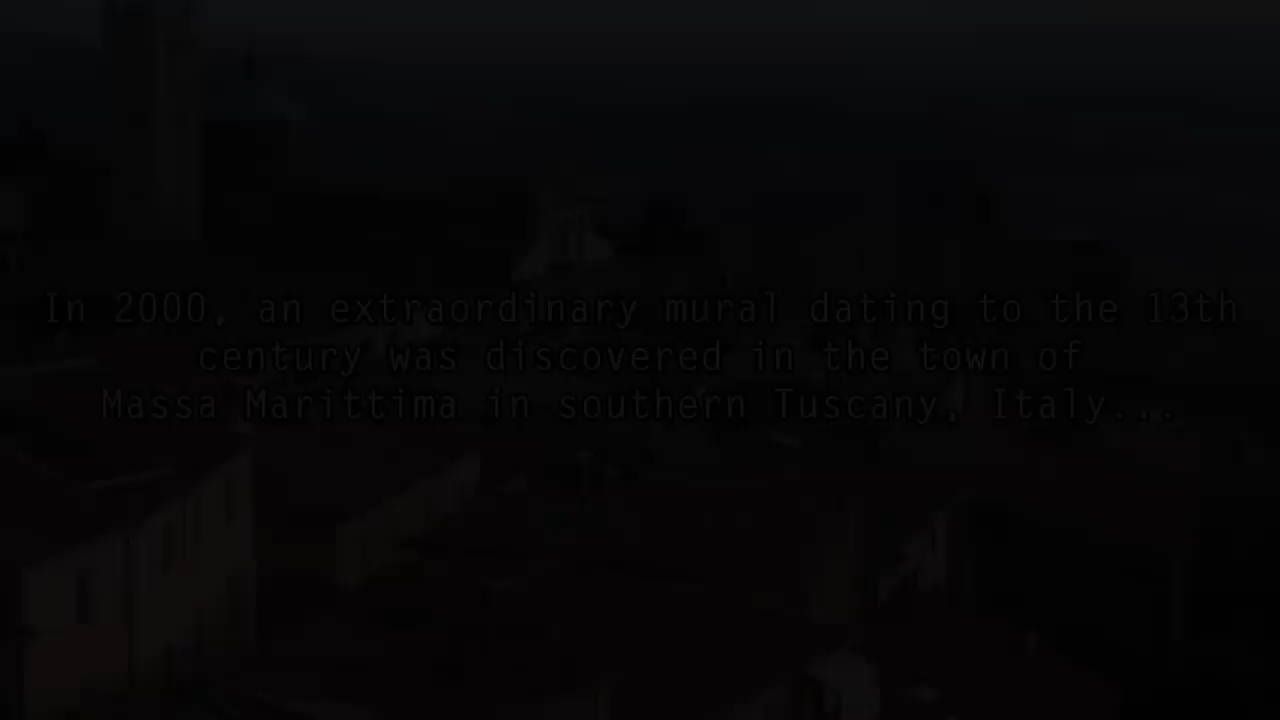 In 2000, an extraordinary mural dating to the 13th
century was discovered in the town of
Massa Marittima in southern Tuscany, Italy...